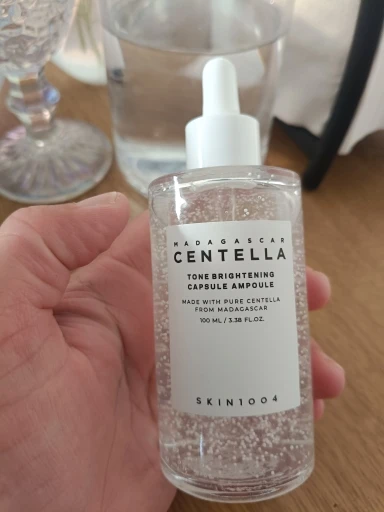 MADAGASCAR
CENTELLA
TONE BRIGHTENING
CAPSULE AMPOULE
MADE WITH PURE CENTELLA
FROM MADAGASCAR
100 ML / 3.38 FL.OZ.
SKIN1004